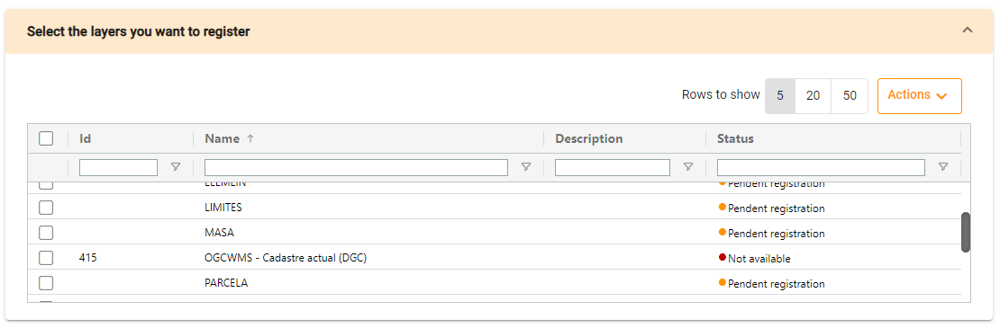 Select the layers you want to register
Rows to show 5 20 50 Actions
Id Name ↑ Description Status
Pendent registration
LIMITES Pendent registration
MASA Pendent registration
415 OGCWMS - Cadastre actual (DGC) Not available
PARCELA Pendent registration